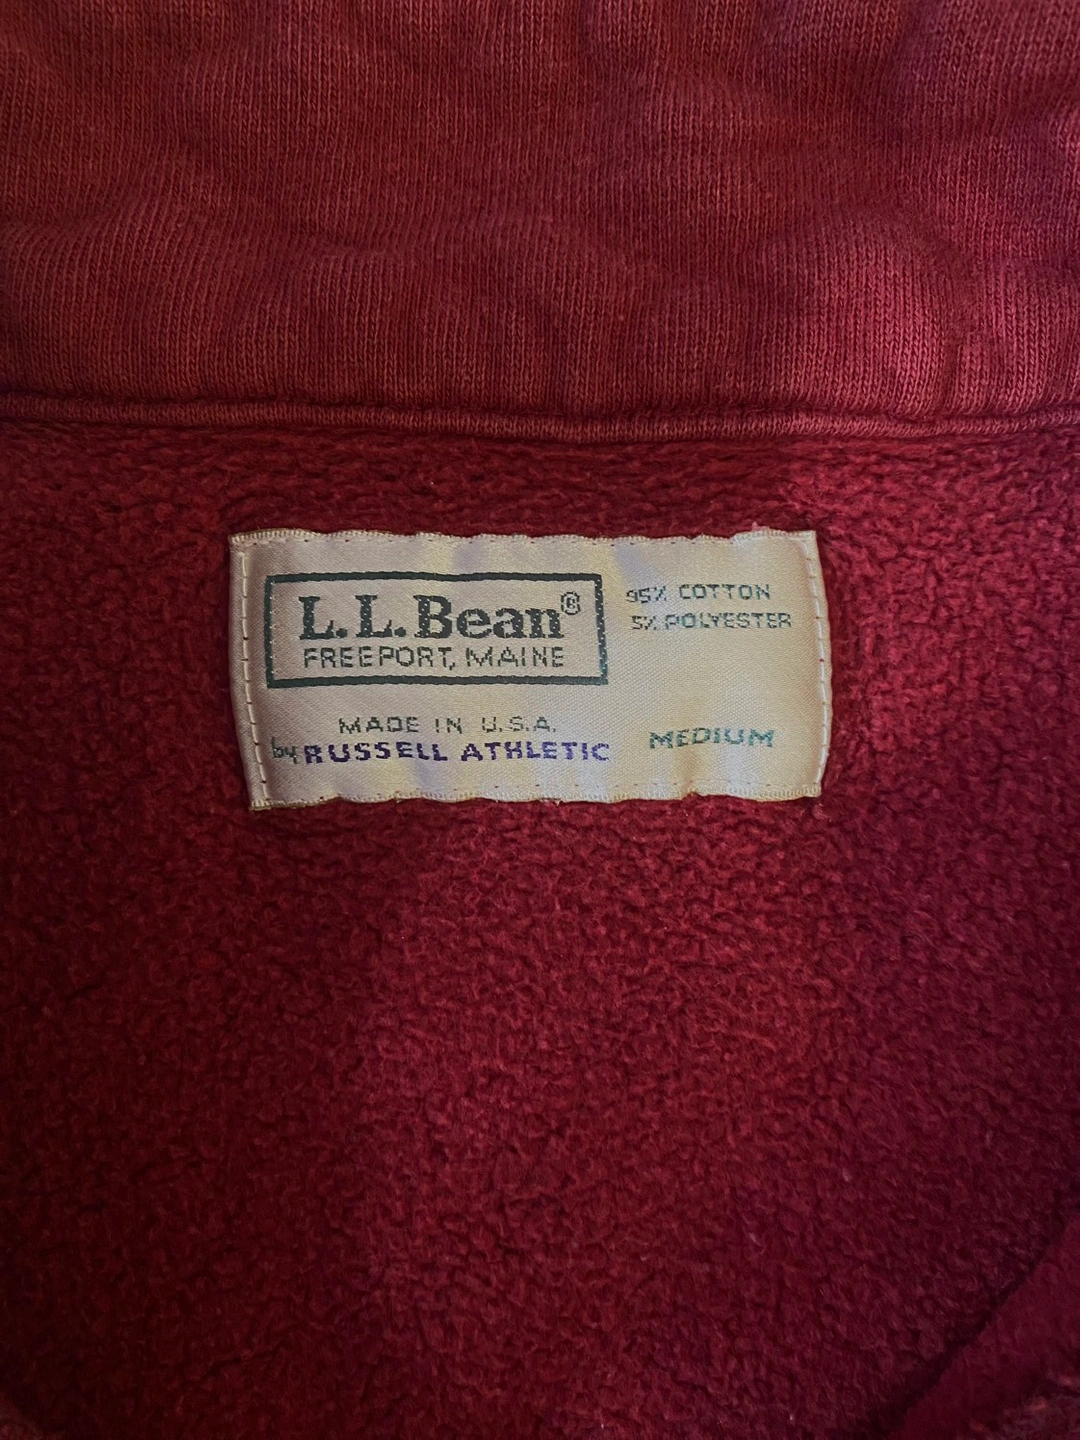 L.L.Bean®
FREEPORT, MAINE
95% COTTON
5% POLYESTER
MADE IN U.S.A.
by RUSSELL ATHLETIC
MEDIUM